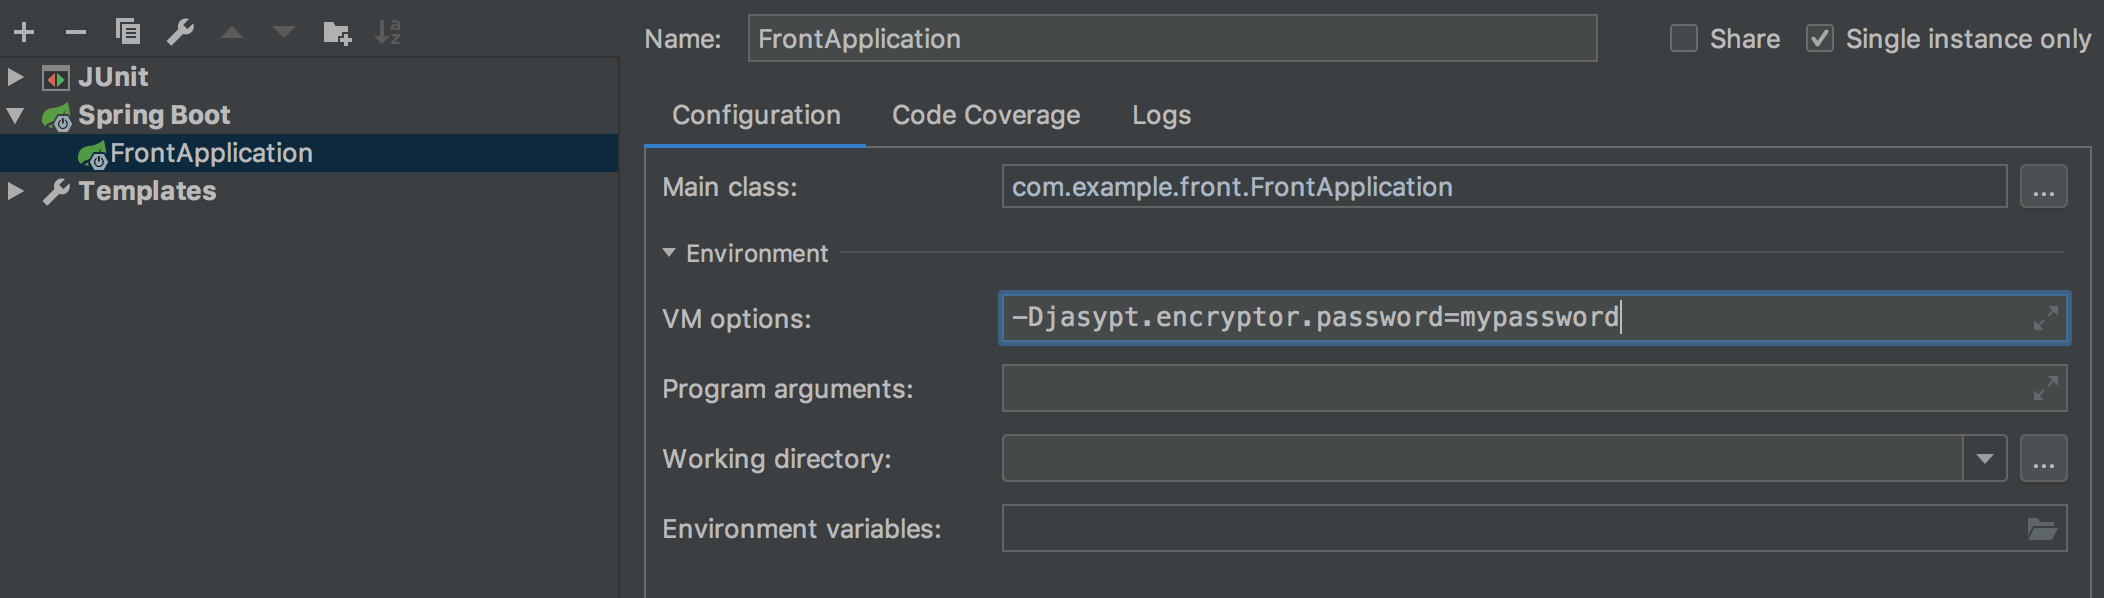 Name: FrontApplication Share Single instance only
JUnit
Spring Boot
FrontApplication
Templates
Configuration Code Coverage Logs
Main class: com.example.front.FrontApplication ...
Environment
VM options: -Djasypt.encryptor.password=mypassword
Program arguments:
Working directory: ...
Environment variables: